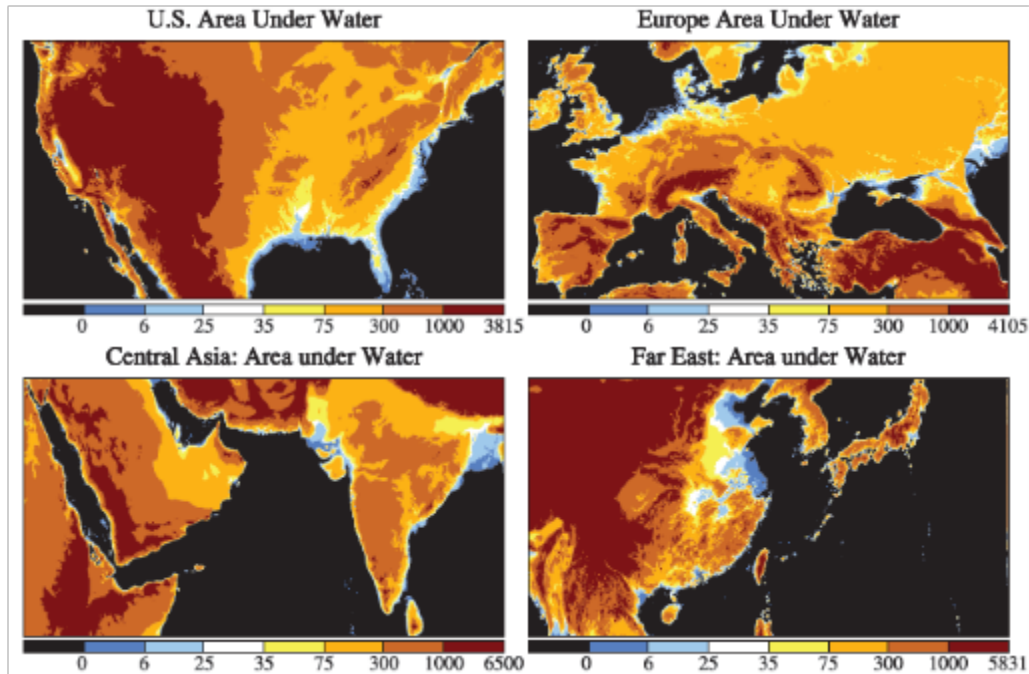 U.S. Area Under Water
Europe Area Under Water
0 6 25 35 75 300 1000 3815
0 6 25 35 75 300 1000 4105
Central Asia: Area under Water
Far East: Area under Water
0 6 25 35 75 300 1000 6500
0 6 25 35 75 300 1000 5831